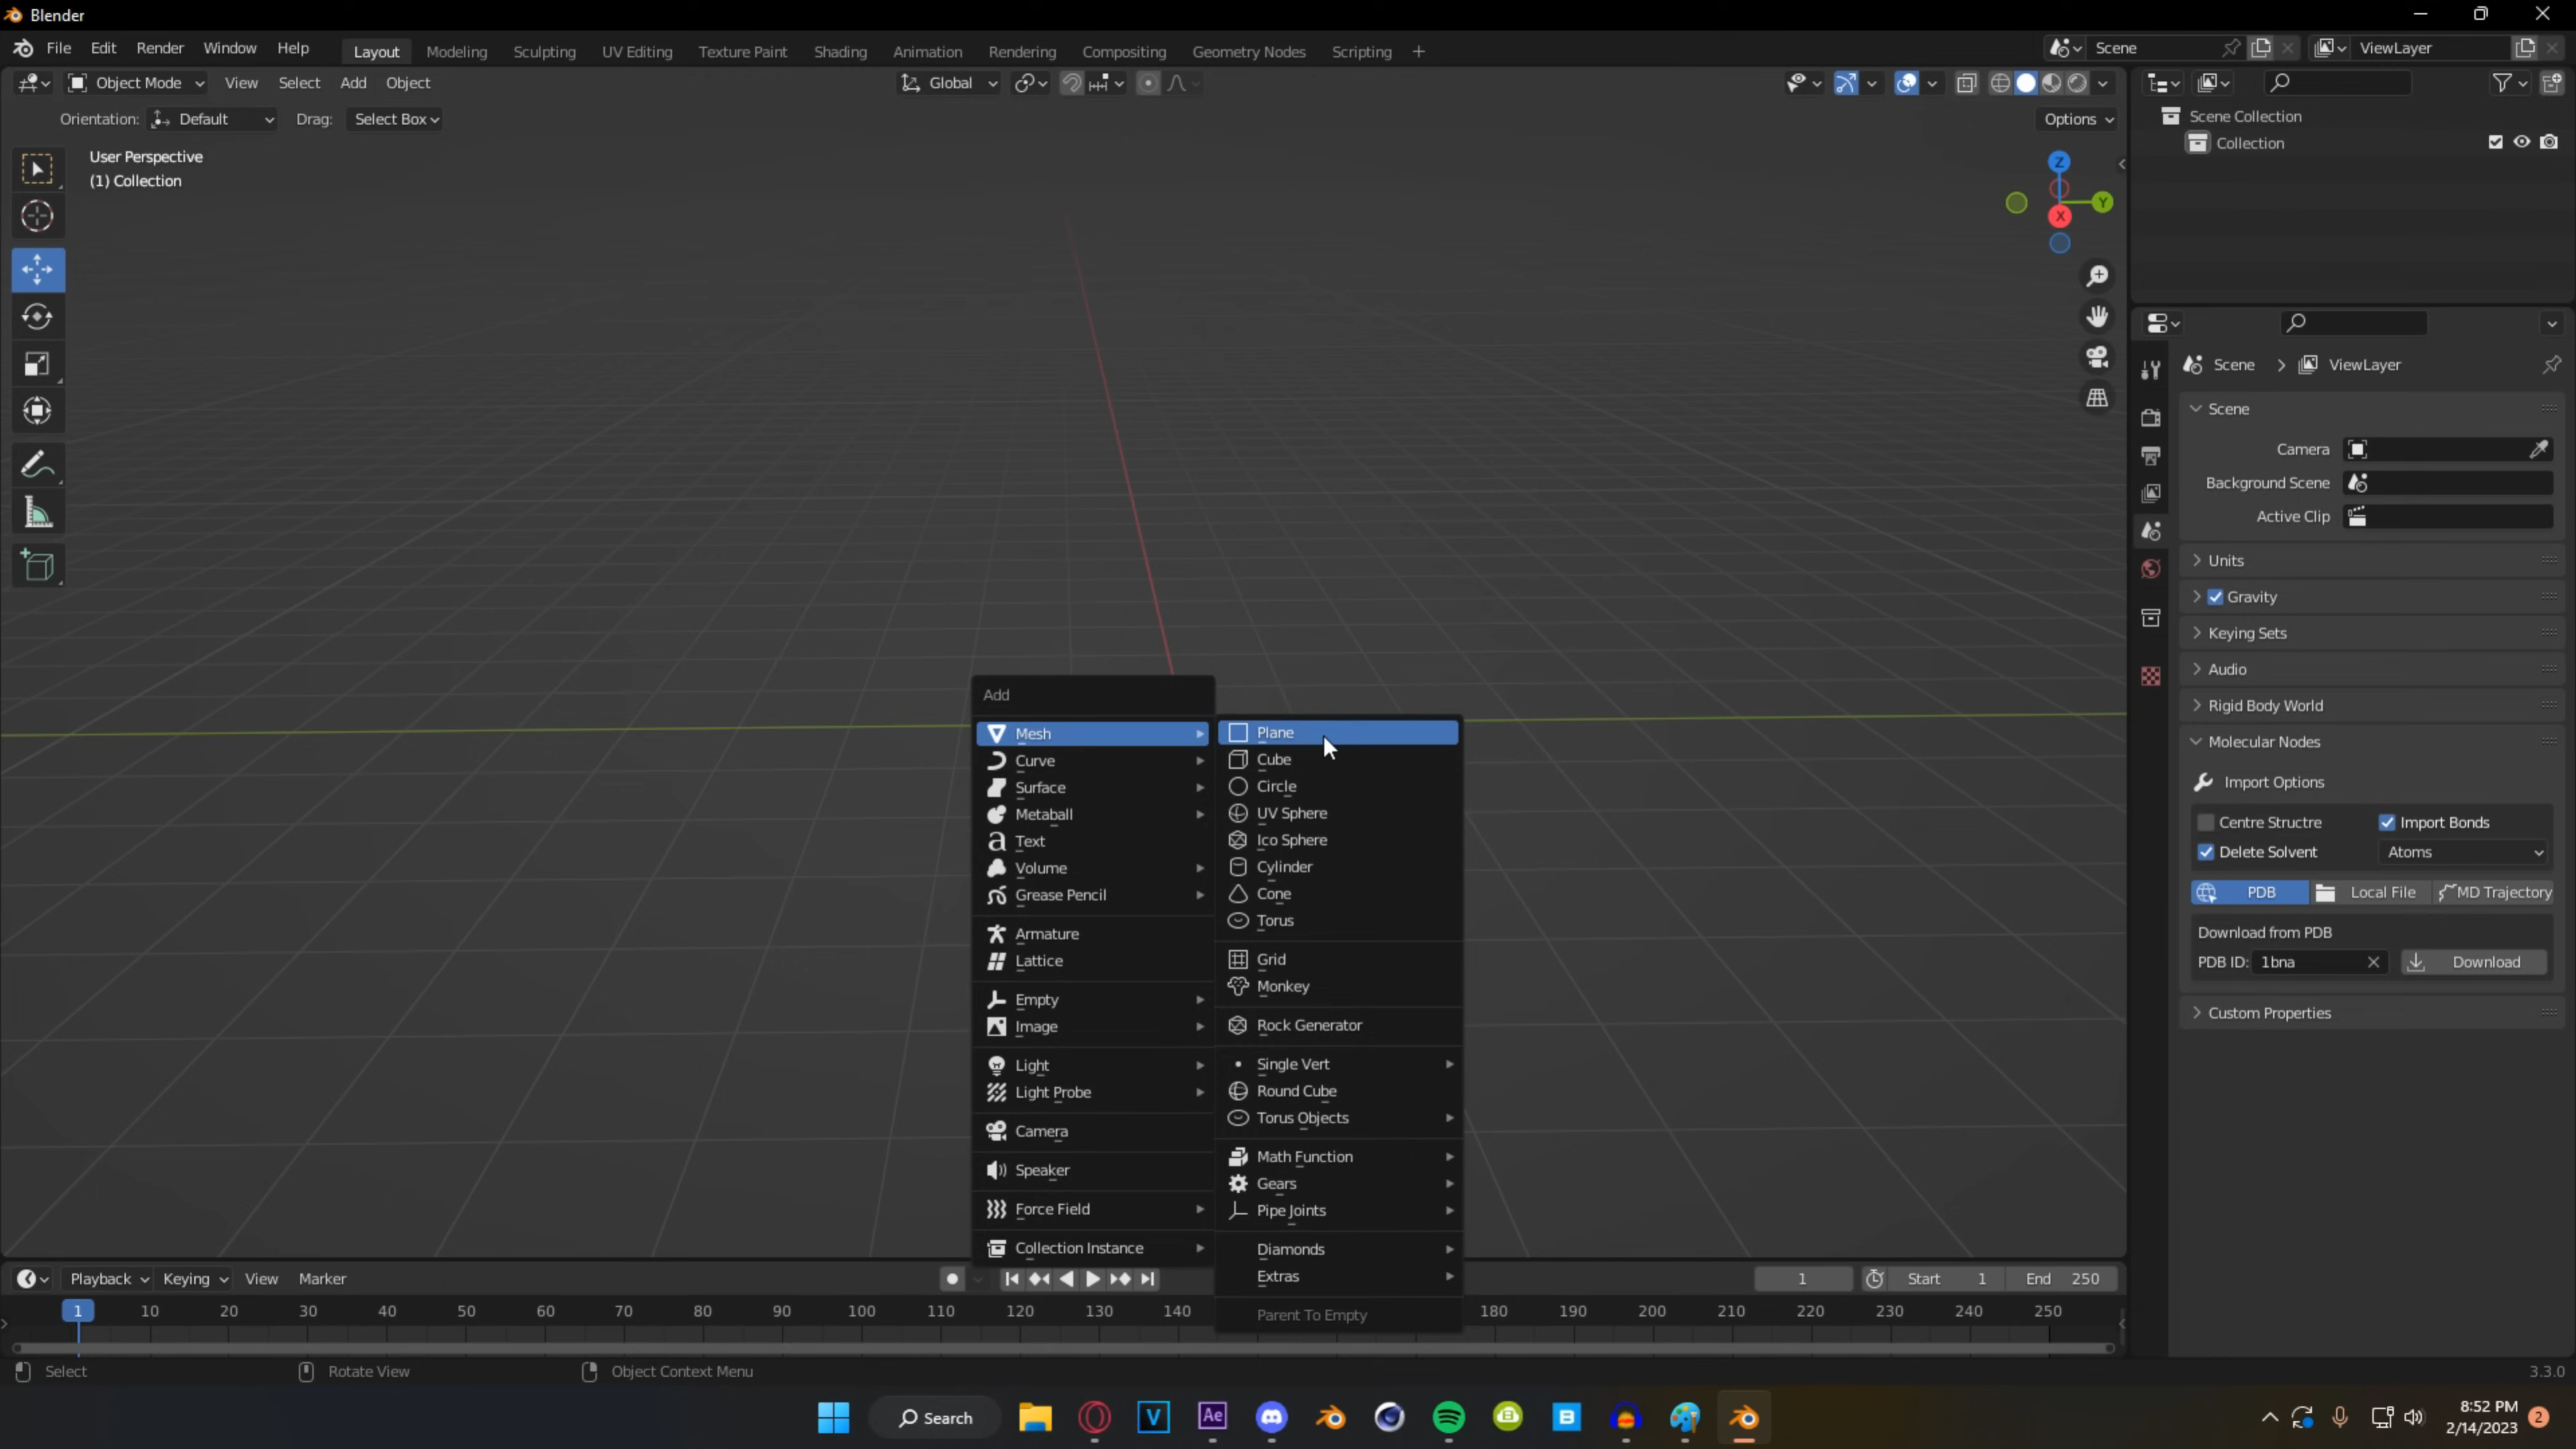 Blender
File Edit Render Window Help Layout Modeling Sculpting UV Editing Texture Paint Shading Animation Rendering Compositing Geometry Nodes Scripting + Scene ViewLayer
Object Mode View Select Add Object Global
Orientation: Default Drag: Select Box Options
User Perspective
(1) Collection
Z
Y
X
Scene Collection
Collection
Scene > ViewLayer
Scene
Camera
Background Scene
Active Clip
Units
Gravity
Keying Sets
Audio
Rigid Body World
Molecular Nodes
Import Options
Centre Structre Import Bonds
Delete Solvent Atoms
PDB Local File MD Trajectory
Download from PDB
PDB ID: 1bna Download
Custom Properties
Add
Mesh
Curve
Surface
Metaball
Text
Volume
Grease Pencil
Armature
Lattice
Empty
Image
Light
Light Probe
Camera
Speaker
Force Field
Collection Instance
Plane
Cube
Circle
UV Sphere
Ico Sphere
Cylinder
Cone
Torus
Grid
Monkey
Rock Generator
Single Vert
Round Cube
Torus Objects
Math Function
Gears
Pipe Joints
Diamonds
Extras
Parent To Empty
Playback Keying View Marker 1 Start 1 End 250
1 10 20 30 40 50 60 70 80 90 100 110 120 130 140 180 190 200 210 220 230 240 250
Select Rotate View Object Context Menu 3.3.0
Search V Ae B 8:52 PM 2
2/14/2023